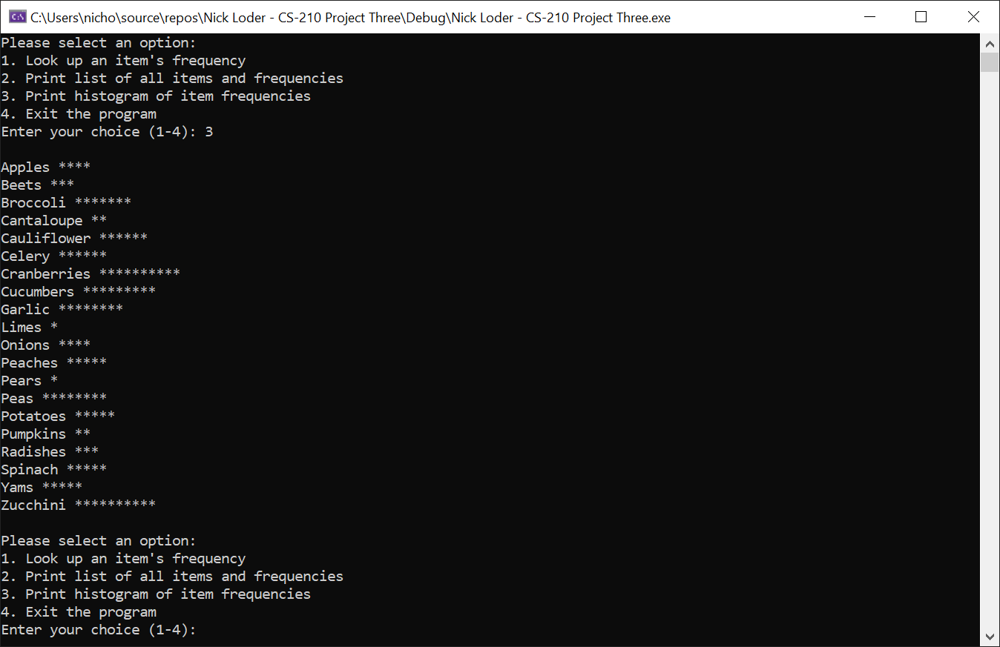 C:\Users\nicho\source\repos\Nick Loder - CS-210 Project Three\Debug\Nick Loder - CS-210 Project Three.exe
Please select an option:
1. Look up an item's frequency
2. Print list of all items and frequencies
3. Print histogram of item frequencies
4. Exit the program
Enter your choice (1-4): 3
Apples ****
Beets ***
Broccoli *******
Cantaloupe **
Cauliflower ******
Celery ******
Cranberries **********
Cucumbers *********
Garlic ********
Limes *
Onions ****
Peaches *****
Pears *
Peas ********
Potatoes *****
Pumpkins **
Radishes ***
Spinach *****
Yams *****
Zucchini **********
Please select an option:
1. Look up an item's frequency
2. Print list of all items and frequencies
3. Print histogram of item frequencies
4. Exit the program
Enter your choice (1-4):